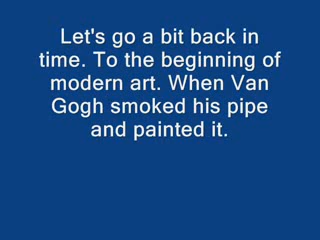 Let's go a bit back in
time. To the beginning of
modern art. When Van
Gogh smoked his pipe
and painted it.